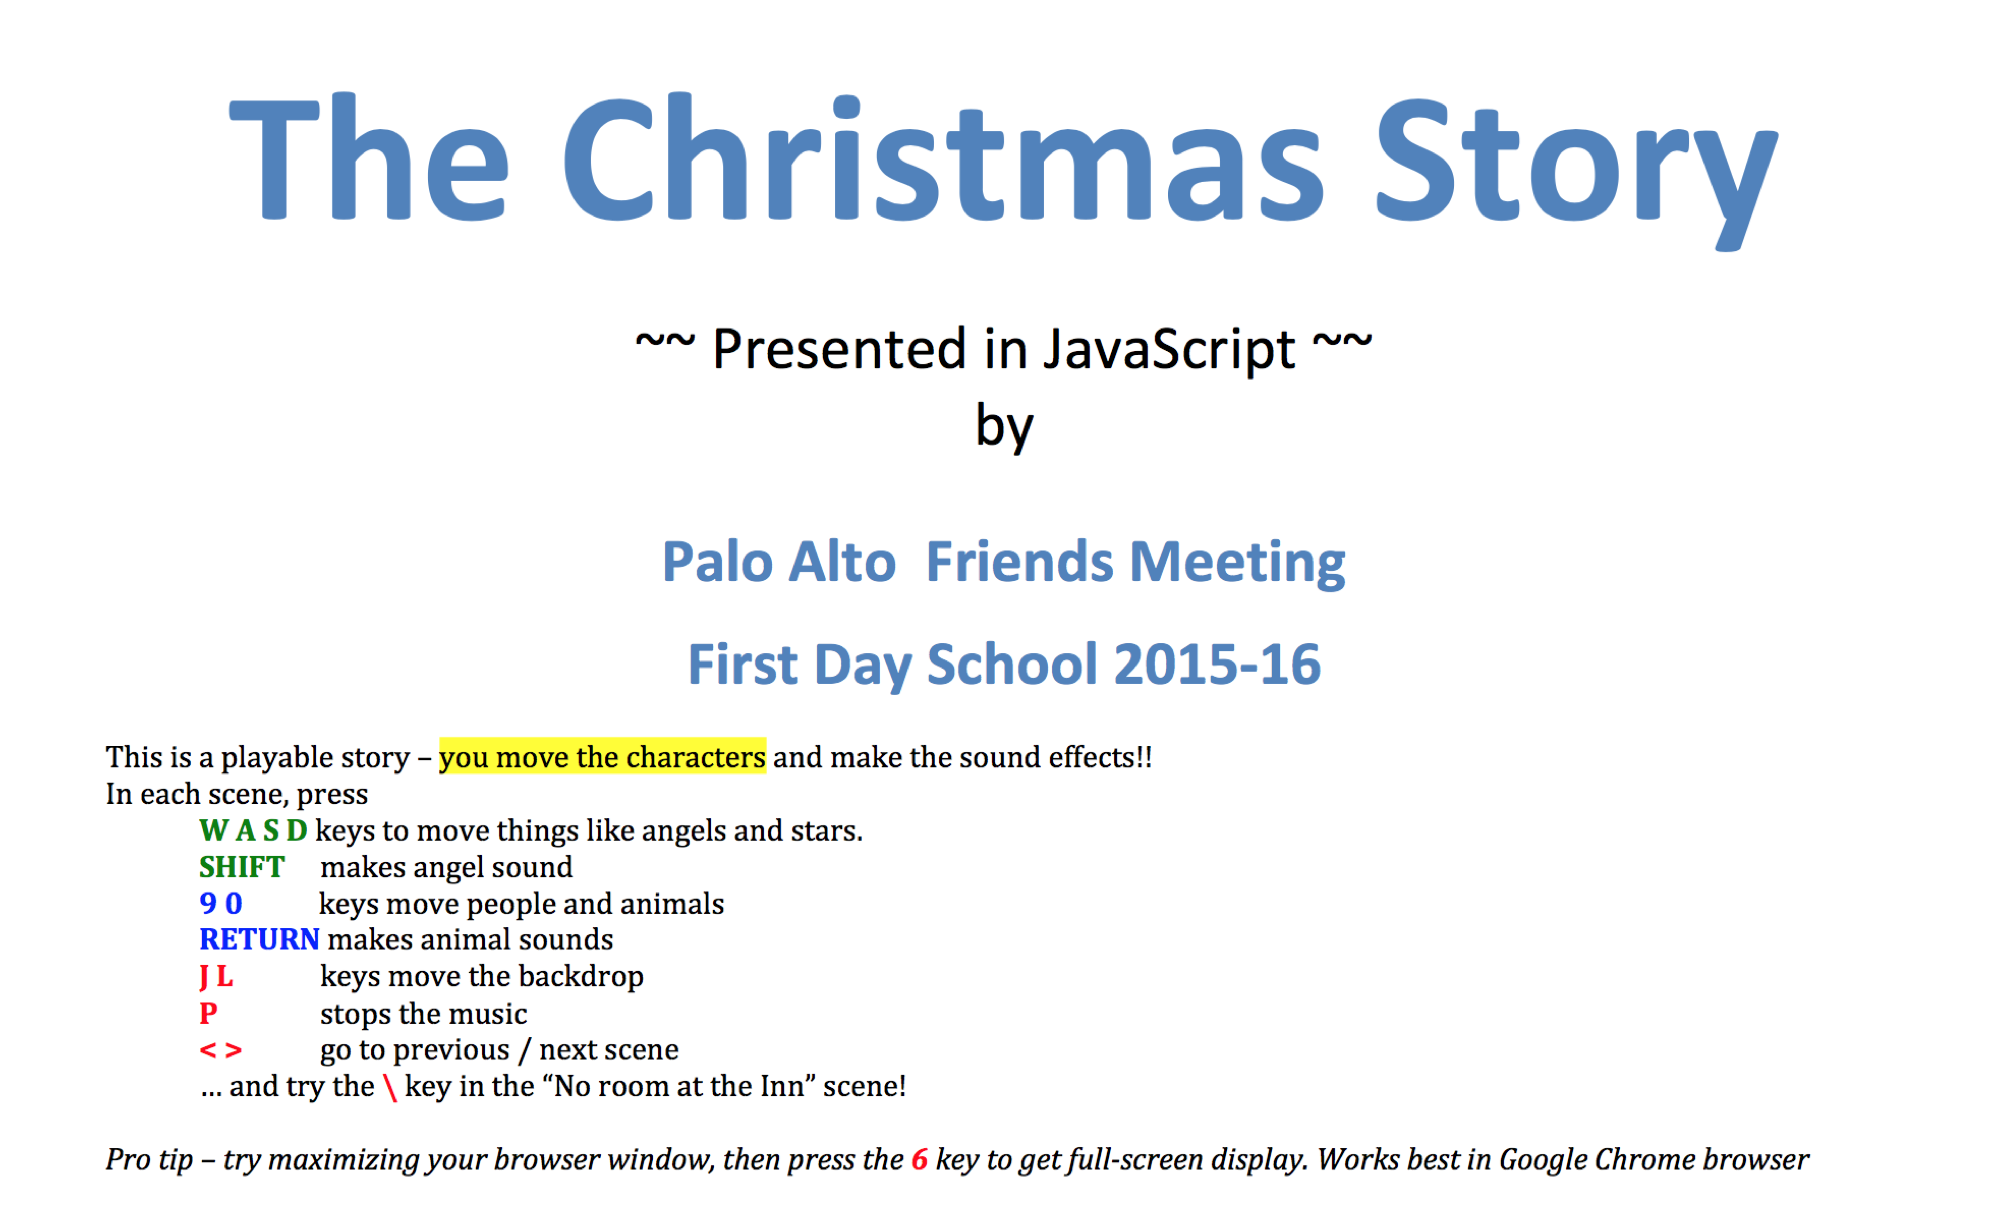 The Christmas Story
~~ Presented in JavaScript ~~
by
Palo Alto  Friends Meeting
First Day School 2015-16
This is a playable story – you move the characters and make the sound effects!!
In each scene, press
W A S D keys to move things like angels and stars.
SHIFT makes angel sound
9 0 keys move people and animals
RETURN makes animal sounds
J L keys move the backdrop
P stops the music
< > go to previous / next scene
... and try the \ key in the “No room at the Inn” scene!
Pro tip – try maximizing your browser window, then press the 6 key to get full-screen display. Works best in Google Chrome browser